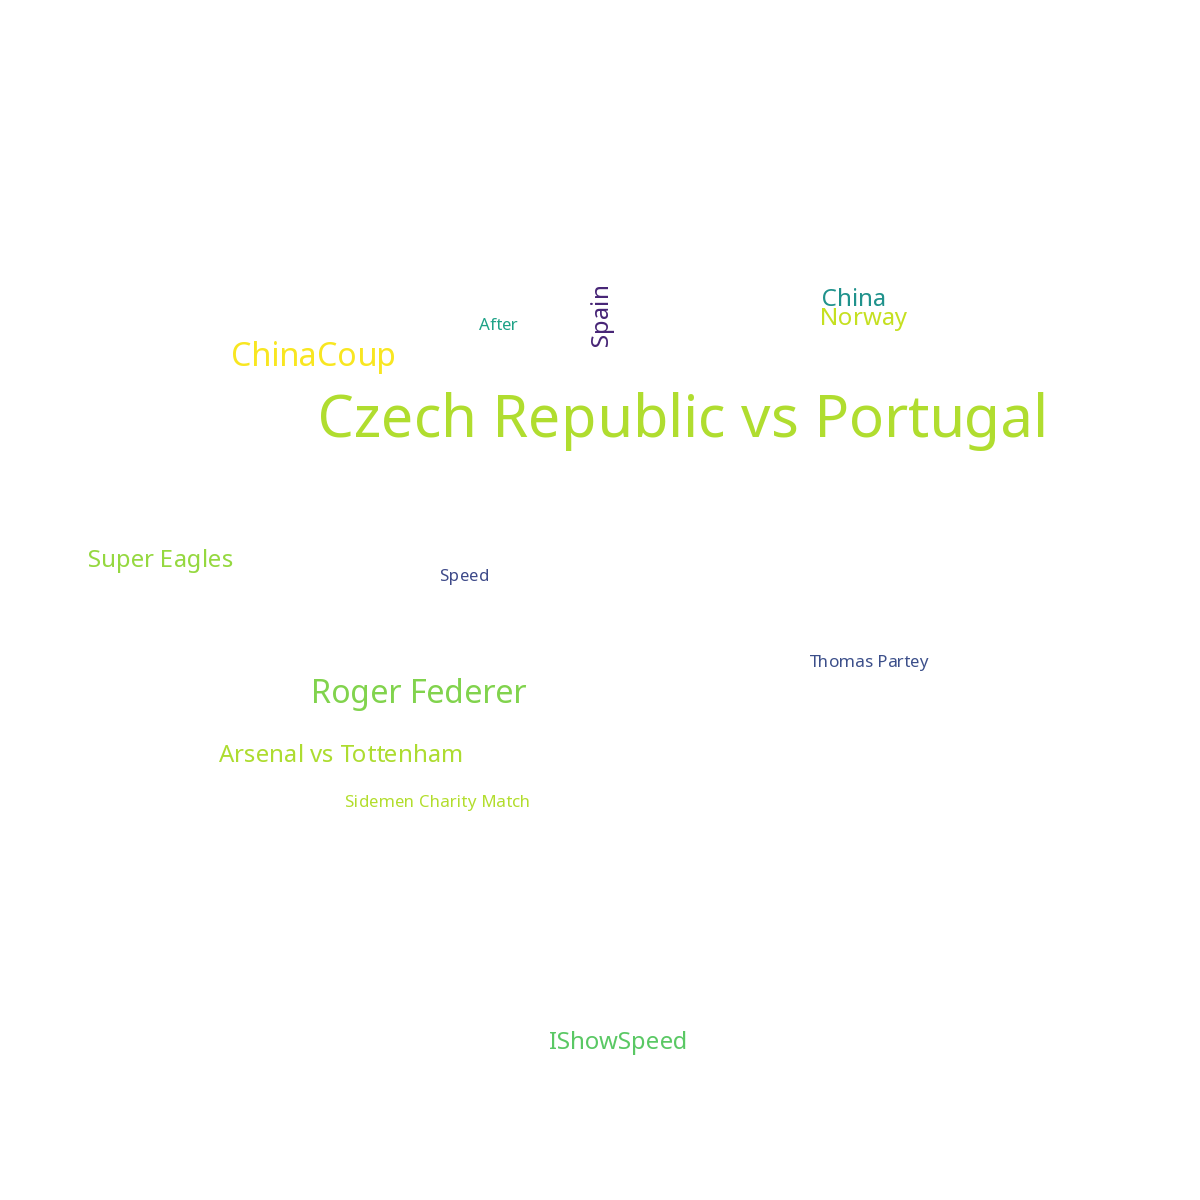 Spain
China
Norway
After
ChinaCoup
Czech Republic vs Portugal
Super Eagles
Speed
Thomas Partey
Roger Federer
Arsenal vs Tottenham
Sidemen Charity Match
IShowSpeed